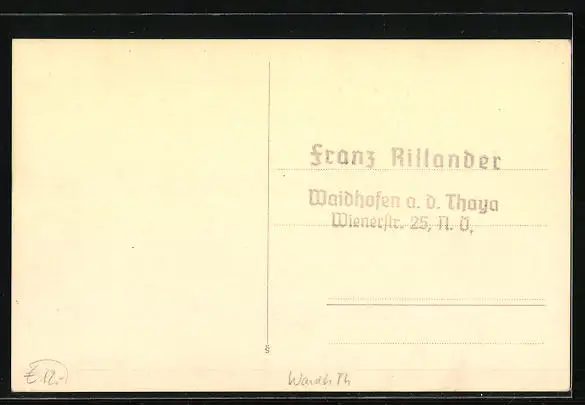 Franz Rillander
Waidhofen a. d. Thaya
Wienerstr. 25, N. Ö.
§
€ 12,-
Waidh Th